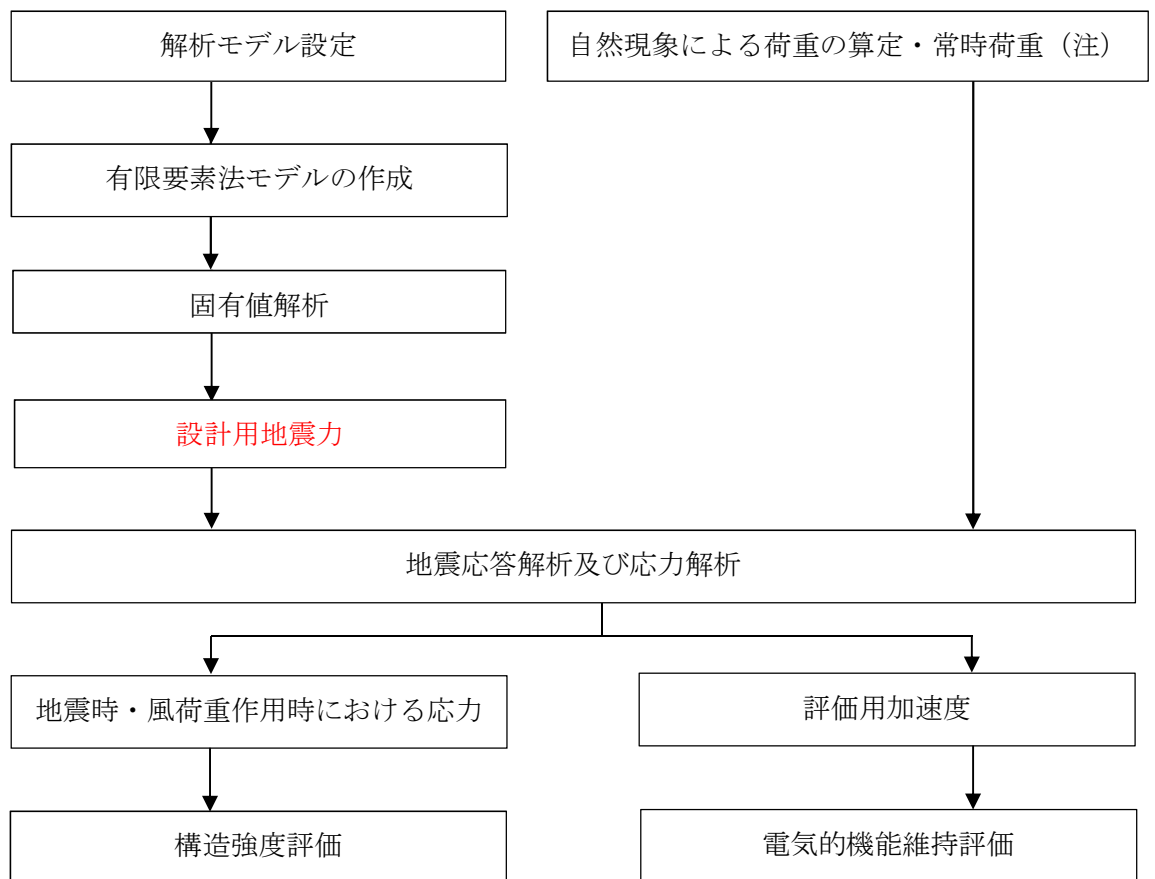 解析モデル設定
自然現象による荷重の算定・常時荷重（注）
有限要素法モデルの作成
固有値解析
設計用地震力
地震応答解析及び応力解析
地震時・風荷重作用時における応力
評価用加速度
構造強度評価
電気的機能維持評価